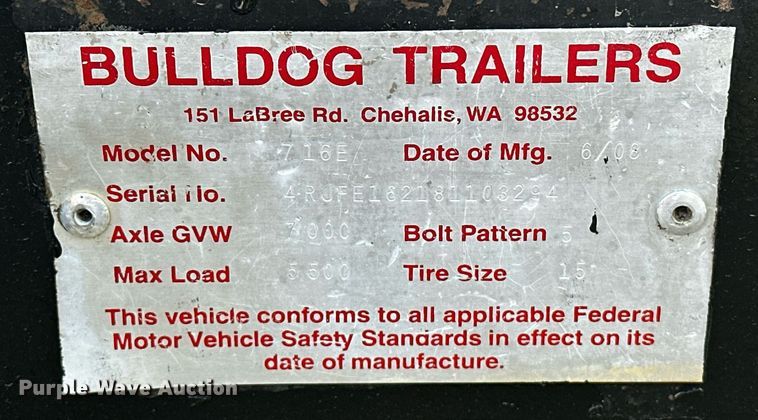 BULLDOG TRAILERS
151 LaBree Rd. Chehalis, WA 98532
Model No. 716E Date of Mfg. 6/08
Serial No. 4RJFE162181103294
Axle GVW 7000 Bolt Pattern 5
Max Load 5500 Tire Size 15
This vehicle conforms to all applicable Federal
Motor Vehicle Safety Standards in effect on its
date of manufacture.
Purple Wave Auction